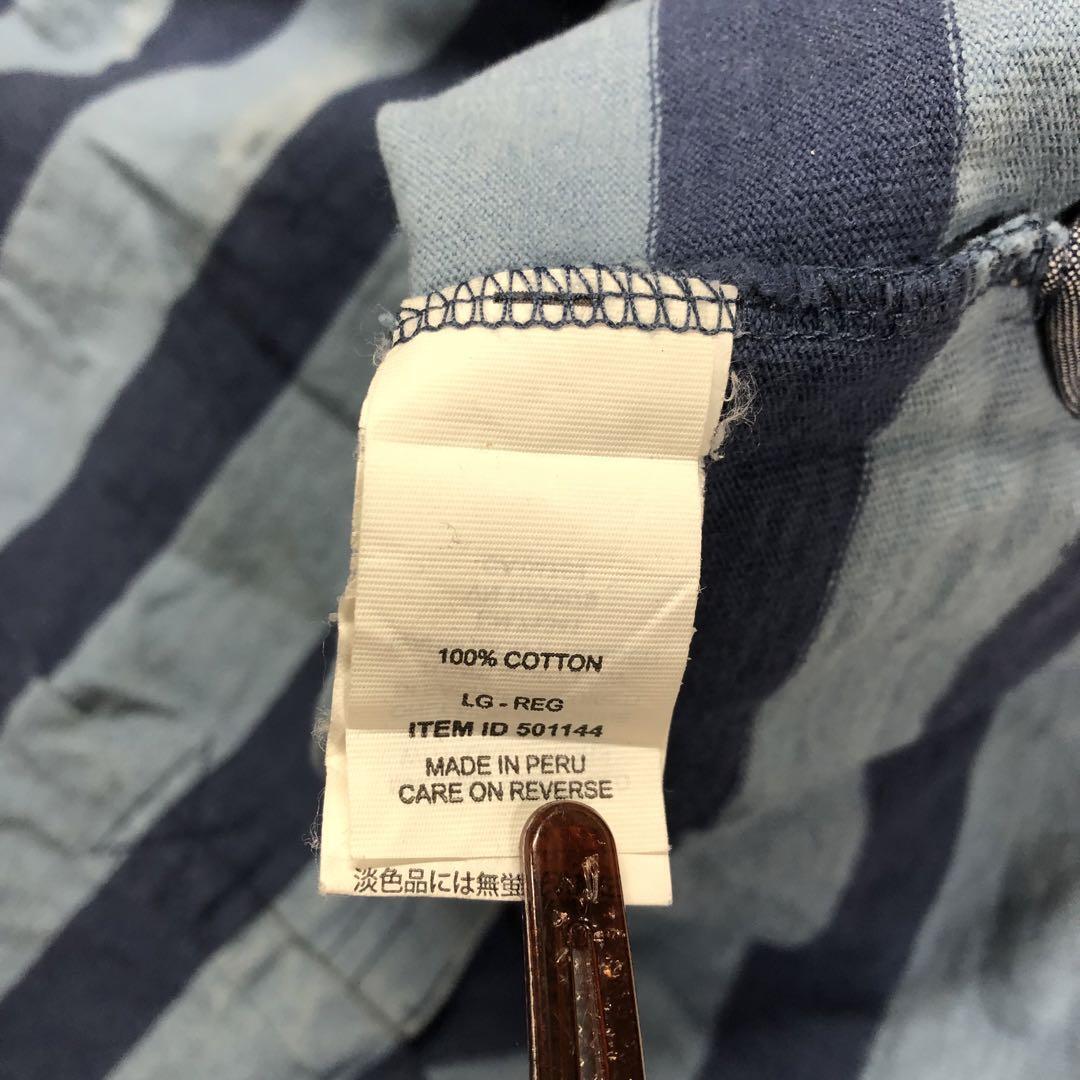 100% COTTON
LG - REG
ITEM ID 501144
MADE IN PERU
CARE ON REVERSE
淡色品には無蛍